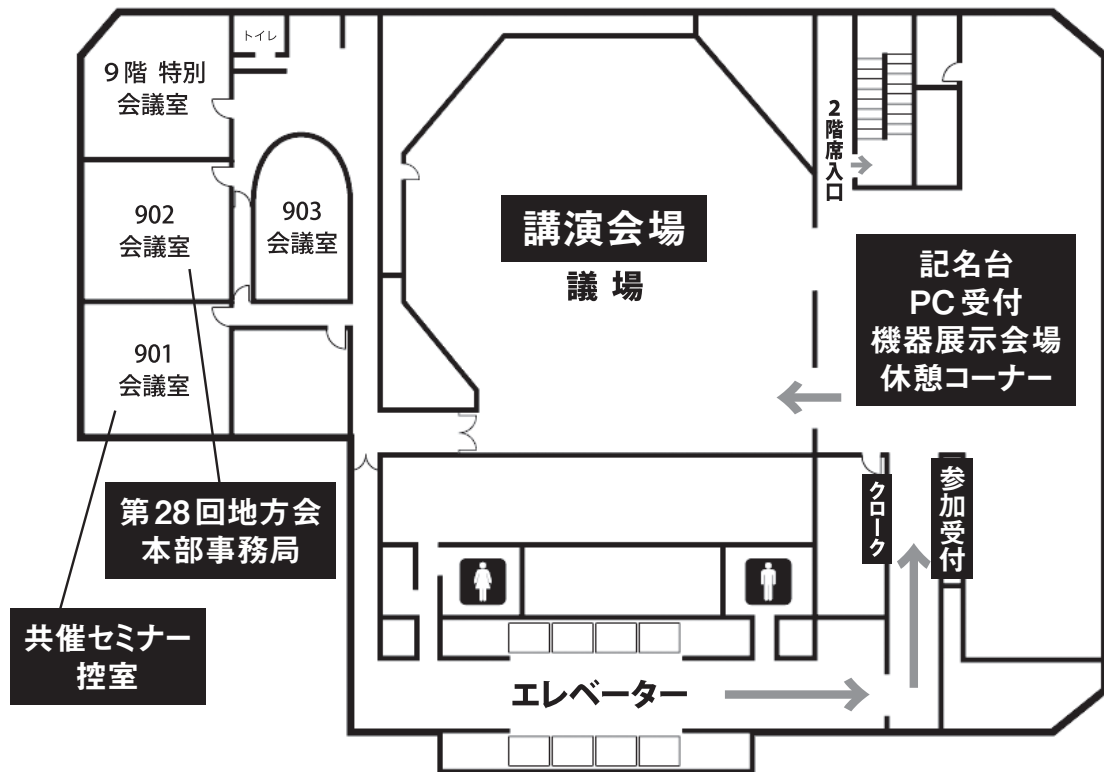 トイレ
9階 特別
会議室
902
会議室
903
会議室
901
会議室
講演会場
議場
2階席入口
記名台
PC受付
機器展示会場
休憩コーナー
クローク
参加受付
第28回地方会
本部事務局
共催セミナー
控室
エレベーター